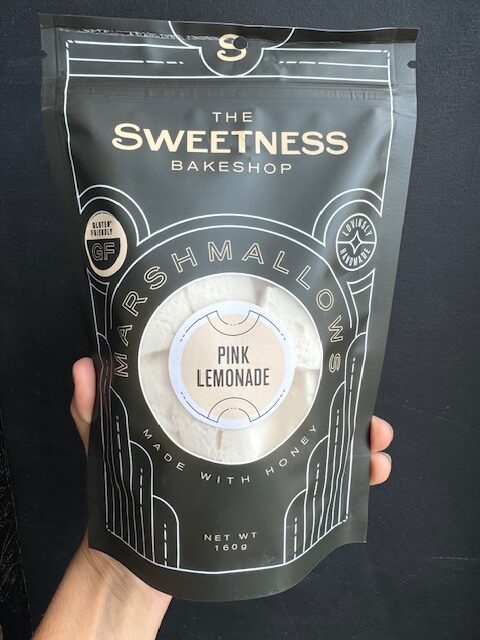 S
THE
SWEETNESS
BAKESHOP
GLUTEN
FRIENDLY
GF
LOVINGLY
HANDMADE
MARSHMALLOWS
PINK
LEMONADE
MADE WITH HONEY
NET WT
160g